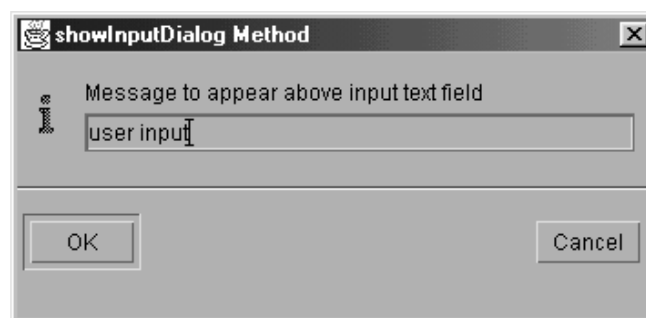 showInputDialog Method
Message to appear above input text field
user input
OK
Cancel